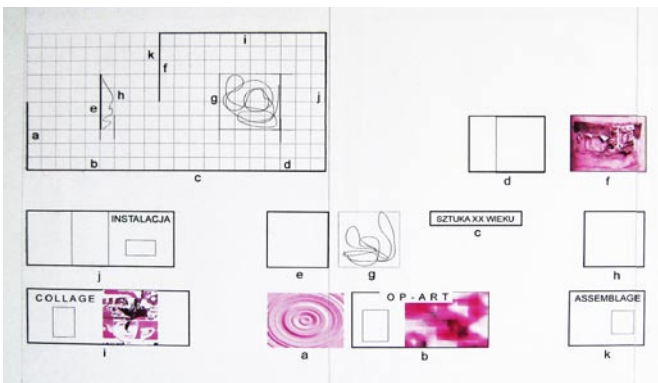 i
k
f
h
g
j
e
a
b
d
c
d
f
INSTALACJA
SZTUKA XX WIEKU
c
j
e
g
h
COLLAGE
OP-ART
ASSEMBLAGE
i
a
b
k